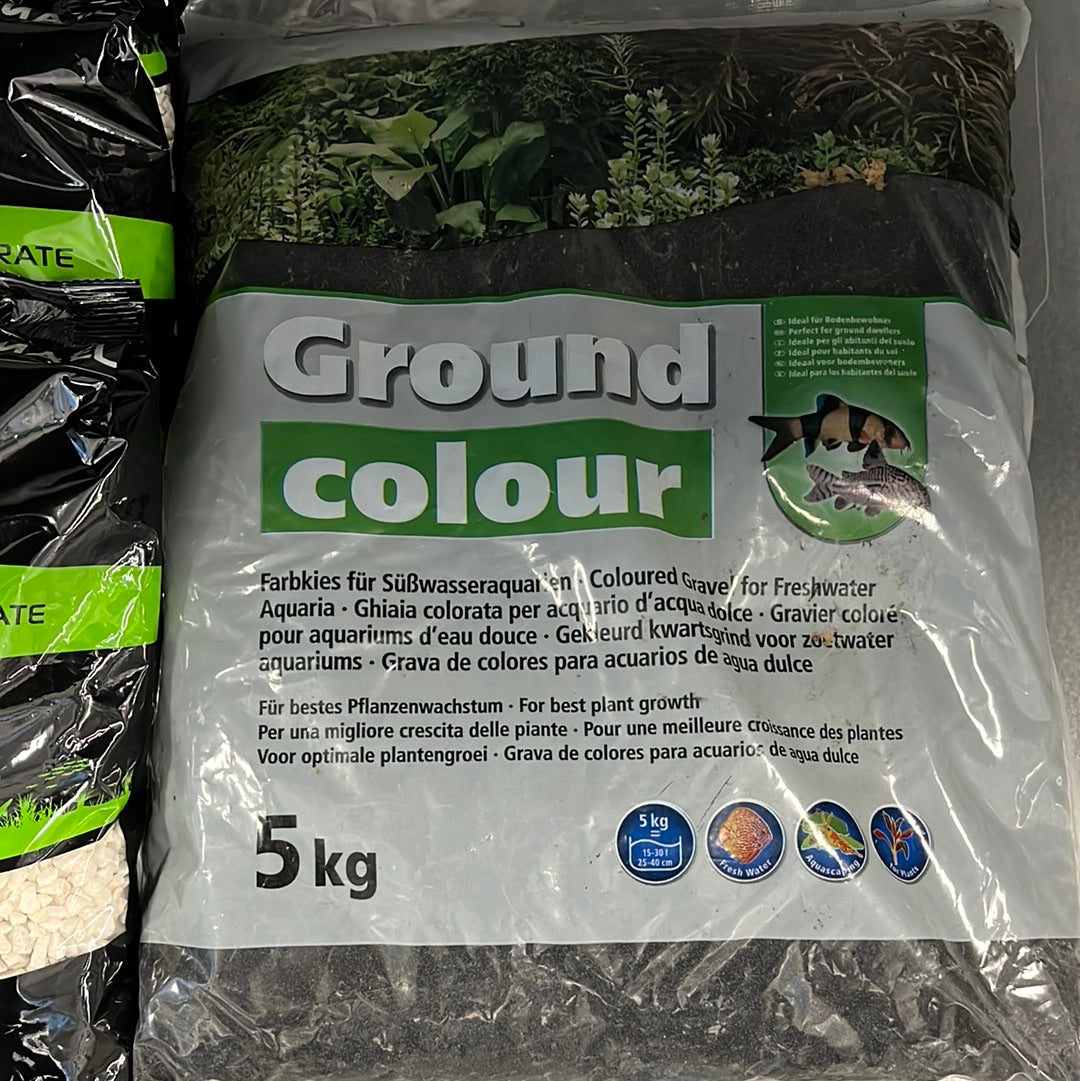 RATE
ATE
Ground
colour
Ideal für Bodenbewohner
Perfect for ground dwellers
Ideale per gli abitanti del suolo
Ideal pour habitants du sol
Ideaal voor bodembewoners
Ideal para los habitantes del suelo
Farbkies für Süßwasseraquarien · Coloured Gravel for Freshwater
Aquaria · Ghiaia colorata per acquario d'acqua dolce · Gravier coloré
pour aquariums d'eau douce · Gekleurd kwartsgrind voor zoetwater
aquariums · Grava de colores para acuarios de agua dulce
Für bestes Pflanzenwachstum · For best plant growth
Per una migliore crescita delle piante · Pour une meilleure croissance des plantes
Voor optimale plantengroei · Grava de colores para acuarios de agua dulce
5 kg
5 kg
=
15-30 l
25-40 cm
Fresh Water
Aquascaping
for Plants